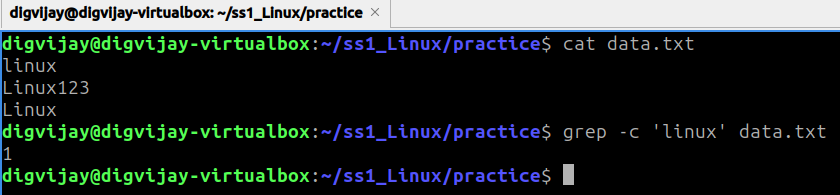 digvijay@digvijay-virtualbox: ~/ss1_Linux/practice ×
digvijay@digvijay-virtualbox:~/ss1_Linux/practice$ cat data.txt
linux
Linux123
Linux
digvijay@digvijay-virtualbox:~/ss1_Linux/practice$ grep -c 'linux' data.txt
1
digvijay@digvijay-virtualbox:~/ss1_Linux/practice$